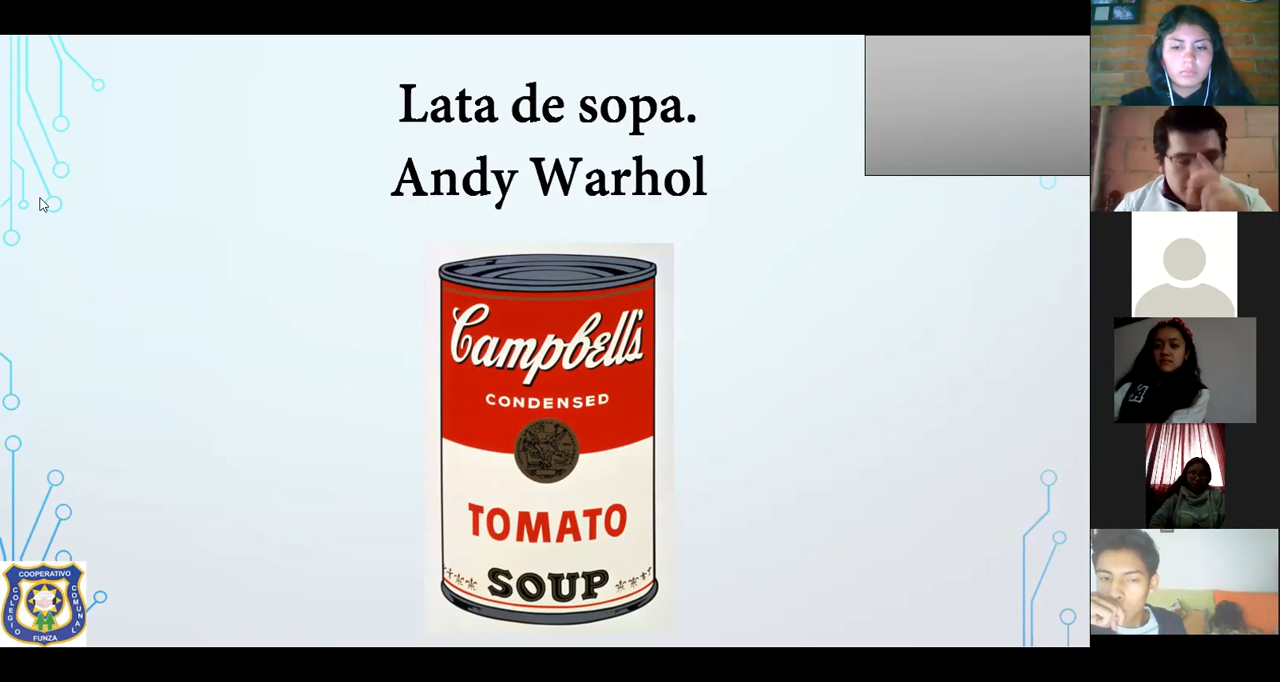 Lata de sopa.
Andy Warhol
Campbell's
CONDENSED
TOMATO
SOUP
COOPERATIVO
COLEGIO
COMUNAL
FUNZA